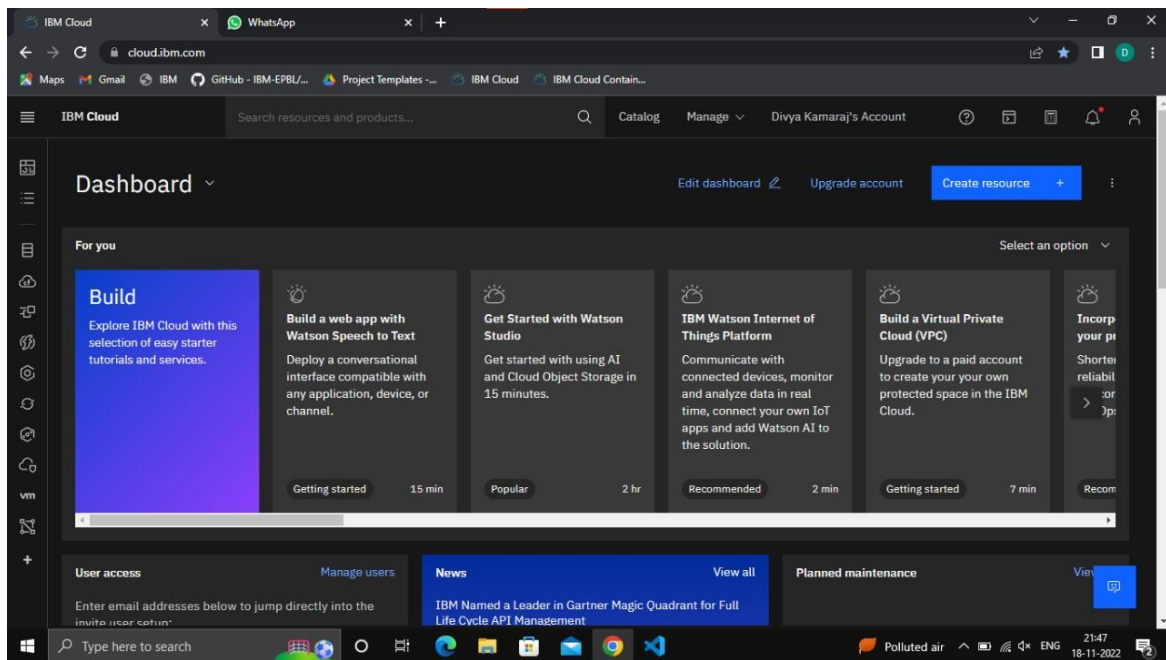 IBM Cloud
WhatsApp
cloud.ibm.com
D
Maps
Gmail
IBM
GitHub - IBM-EPBL/...
Project Templates -...
IBM Cloud
IBM Cloud Contain...
IBM Cloud
Search resources and products...
Catalog
Manage
Divya Kamaraj's Account
Dashboard
Edit dashboard
Upgrade account
Create resource +
For you
Select an option
Build
Explore IBM Cloud with this
selection of easy starter
tutorials and services.
Build a web app with
Watson Speech to Text
Deploy a conversational
interface compatible with
any application, device, or
channel.
Getting started 15 min
Get Started with Watson
Studio
Get started with using AI
and Cloud Object Storage in
15 minutes.
Popular 2 hr
IBM Watson Internet of
Things Platform
Communicate with
connected devices, monitor
and analyze data in real
time, connect your own IoT
apps and add Watson AI to
the solution.
Recommended 2 min
Build a Virtual Private
Cloud (VPC)
Upgrade to a paid account
to create your your own
protected space in the IBM
Cloud.
Getting started 7 min
Incorp
your pr
Shorte
reliabil
Recom
vm
User access
Manage users
Enter email addresses below to jump directly into the
invite user setup:
News
View all
IBM Named a Leader in Gartner Magic Quadrant for Full
Life Cycle API Management
Planned maintenance
Type here to search
Polluted air
ENG
21:47
18-11-2022
2